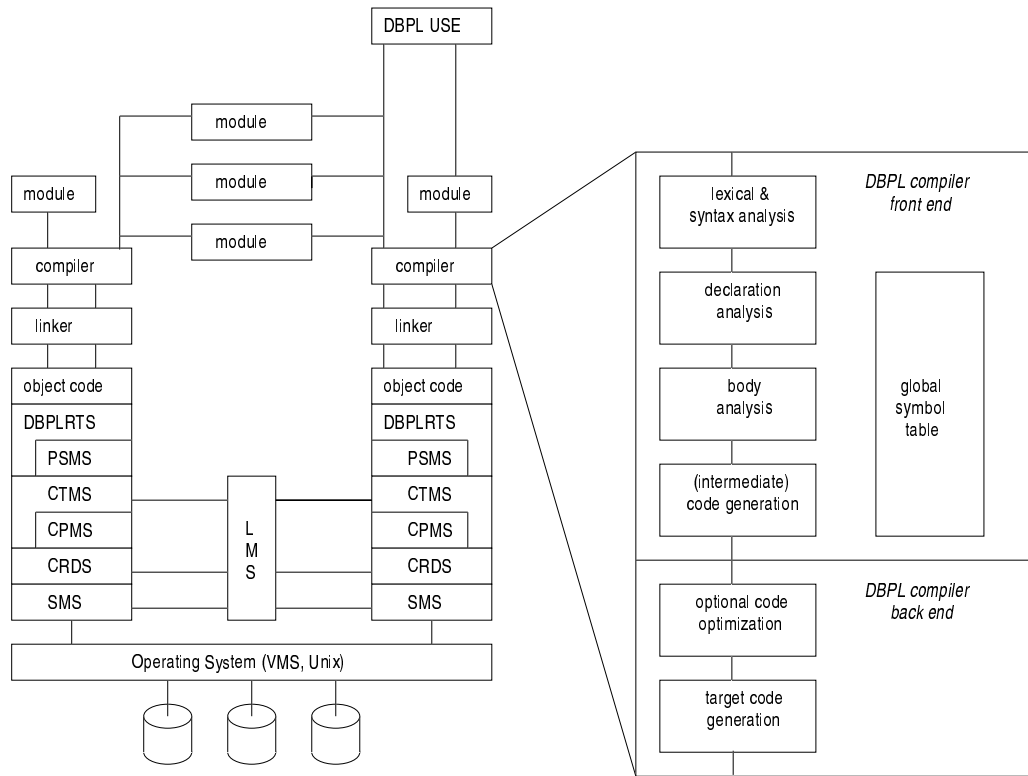 DBPL USE
module
module
module
module
module
compiler
compiler
linker
linker
object code
object code
DBPLRTS
DBPLRTS
PSMS
PSMS
CTMS
CTMS
CPMS
CPMS
CRDS
CRDS
SMS
SMS
L
M
S
Operating System (VMS, Unix)
DBPL compiler
front end
lexical &
syntax analysis
declaration
analysis
body
analysis
(intermediate)
code generation
global
symbol
table
DBPL compiler
back end
optional code
optimization
target code
generation